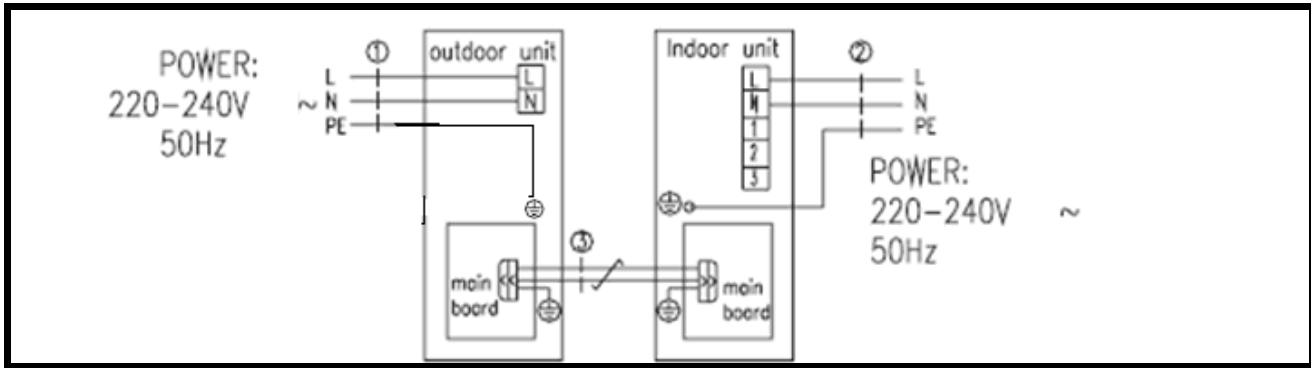 POWER:
220-240V ~
50Hz
①
L
N
PE
outdoor unit
L
N
main
board
③
Indoor unit
L
N
1
2
3
main
board
②
L
N
PE
POWER:
220-240V ~
50Hz